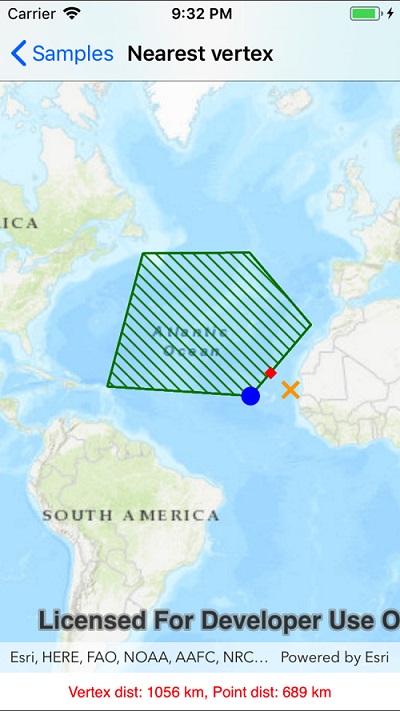 Carrier 9:32 PM
Samples Nearest vertex
ICA
Atlantic
Ocean
SOUTH AMERICA
Licensed For Developer Use O
Esri, HERE, FAO, NOAA, AAFC, NRC... Powered by Esri
Vertex dist: 1056 km, Point dist: 689 km